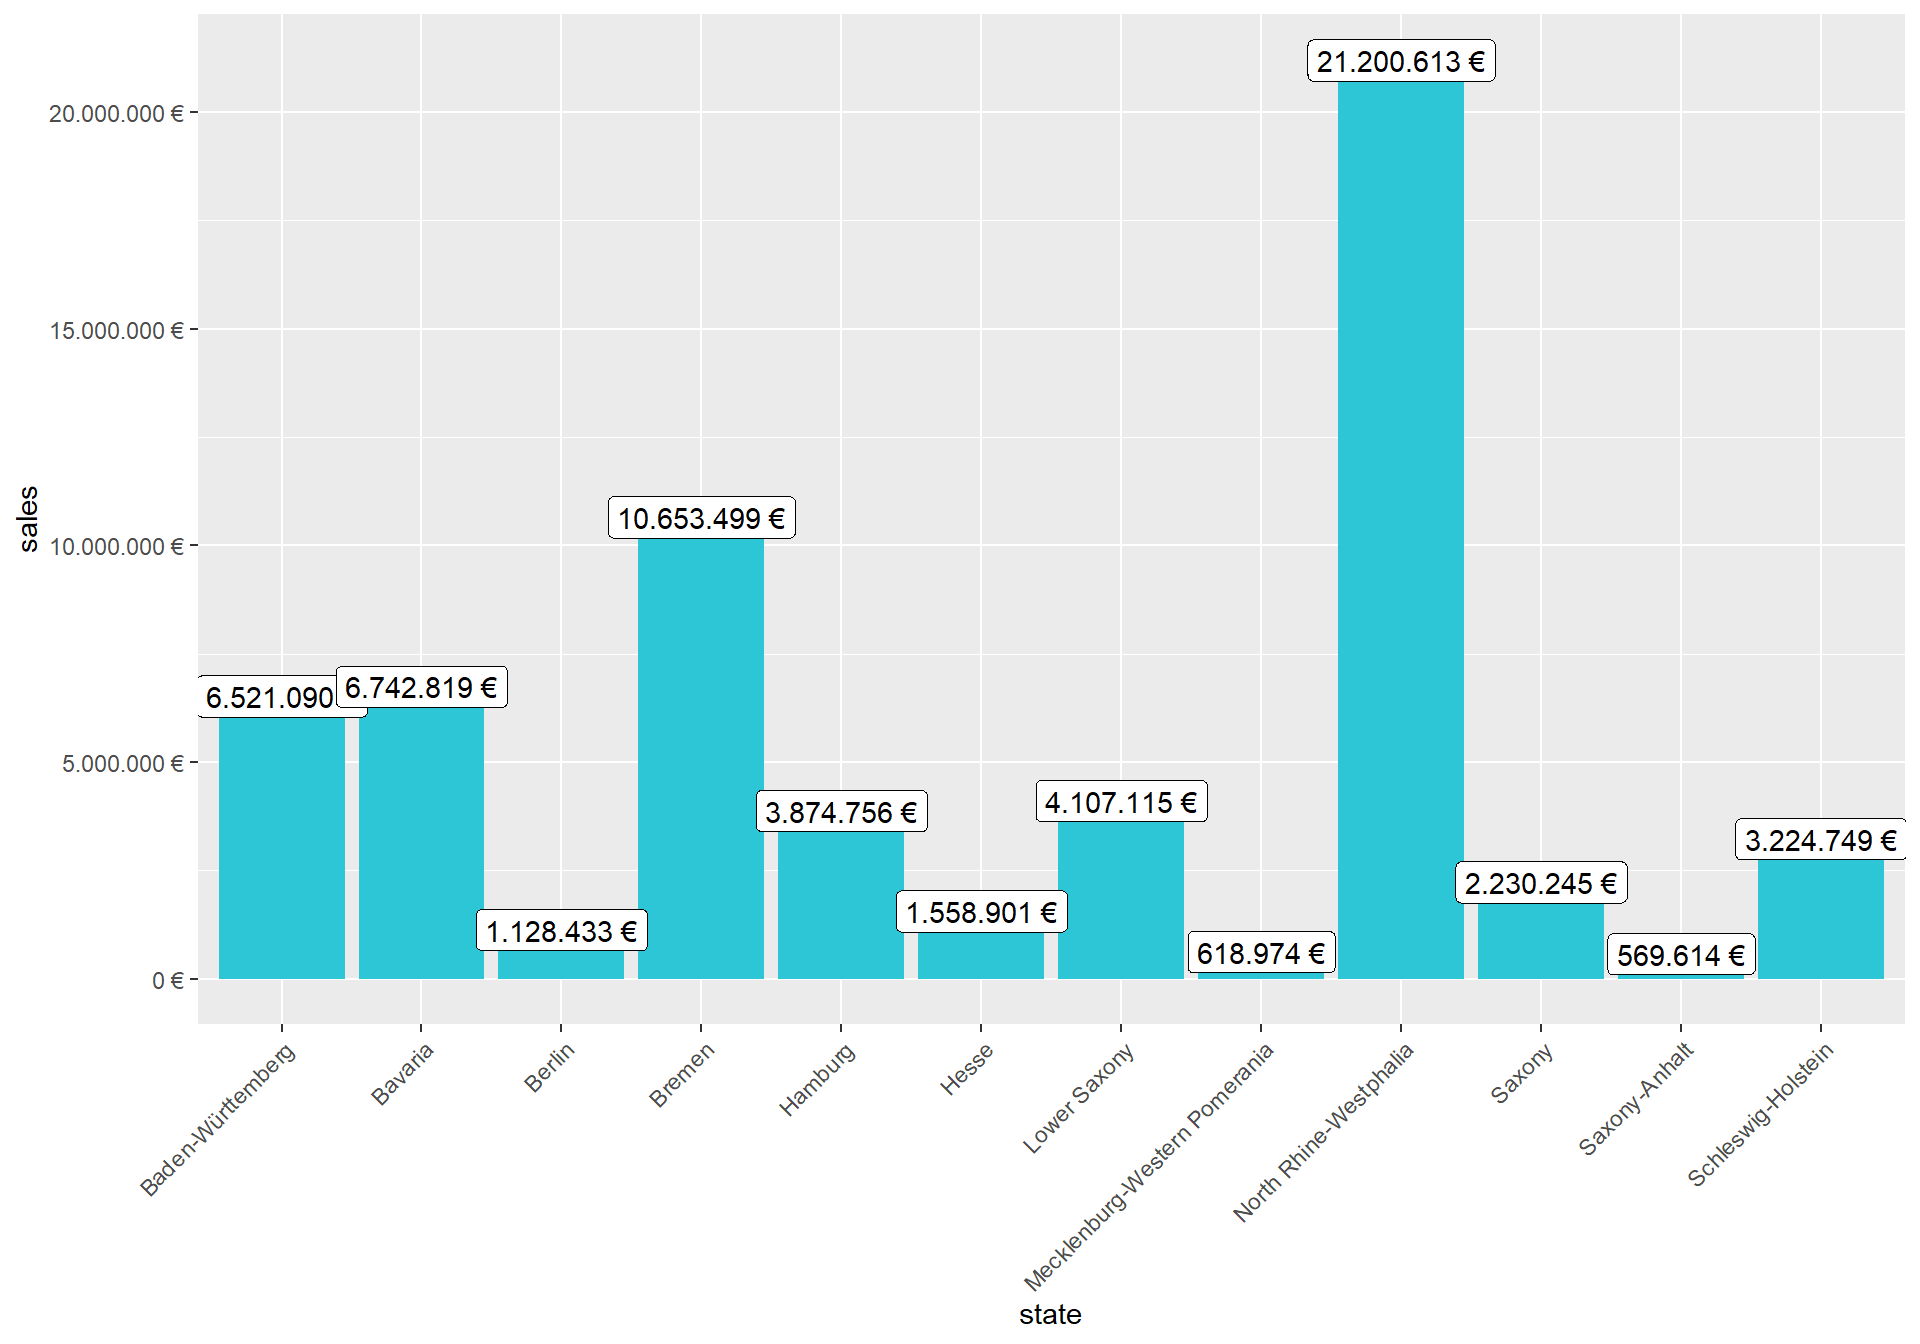 21.200.613 €
20.000.000 €
15.000.000 €
10.653.499 €
10.000.000 €
6.521.090
6.742.819 €
5.000.000 €
3.874.756 €
4.107.115 €
3.224.749 €
2.230.245 €
1.558.901 €
1.128.433 €
618.974 €
569.614 €
0 €
sales
Baden-Württemberg
Bavaria
Berlin
Bremen
Hamburg
Hesse
Lower Saxony
Mecklenburg-Western Pomerania
North Rhine-Westphalia
Saxony
Saxony-Anhalt
Schleswig-Holstein
state